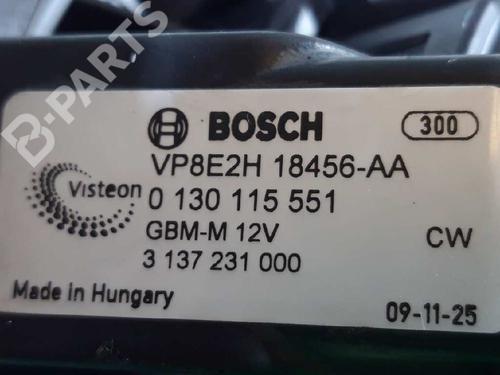 B-PARTS
BOSCH
300
VP8E2H 18456-AA
Visteon
0 130 115 551
GBM-M 12V
CW
3 137 231 000
Made in Hungary
09-11-25